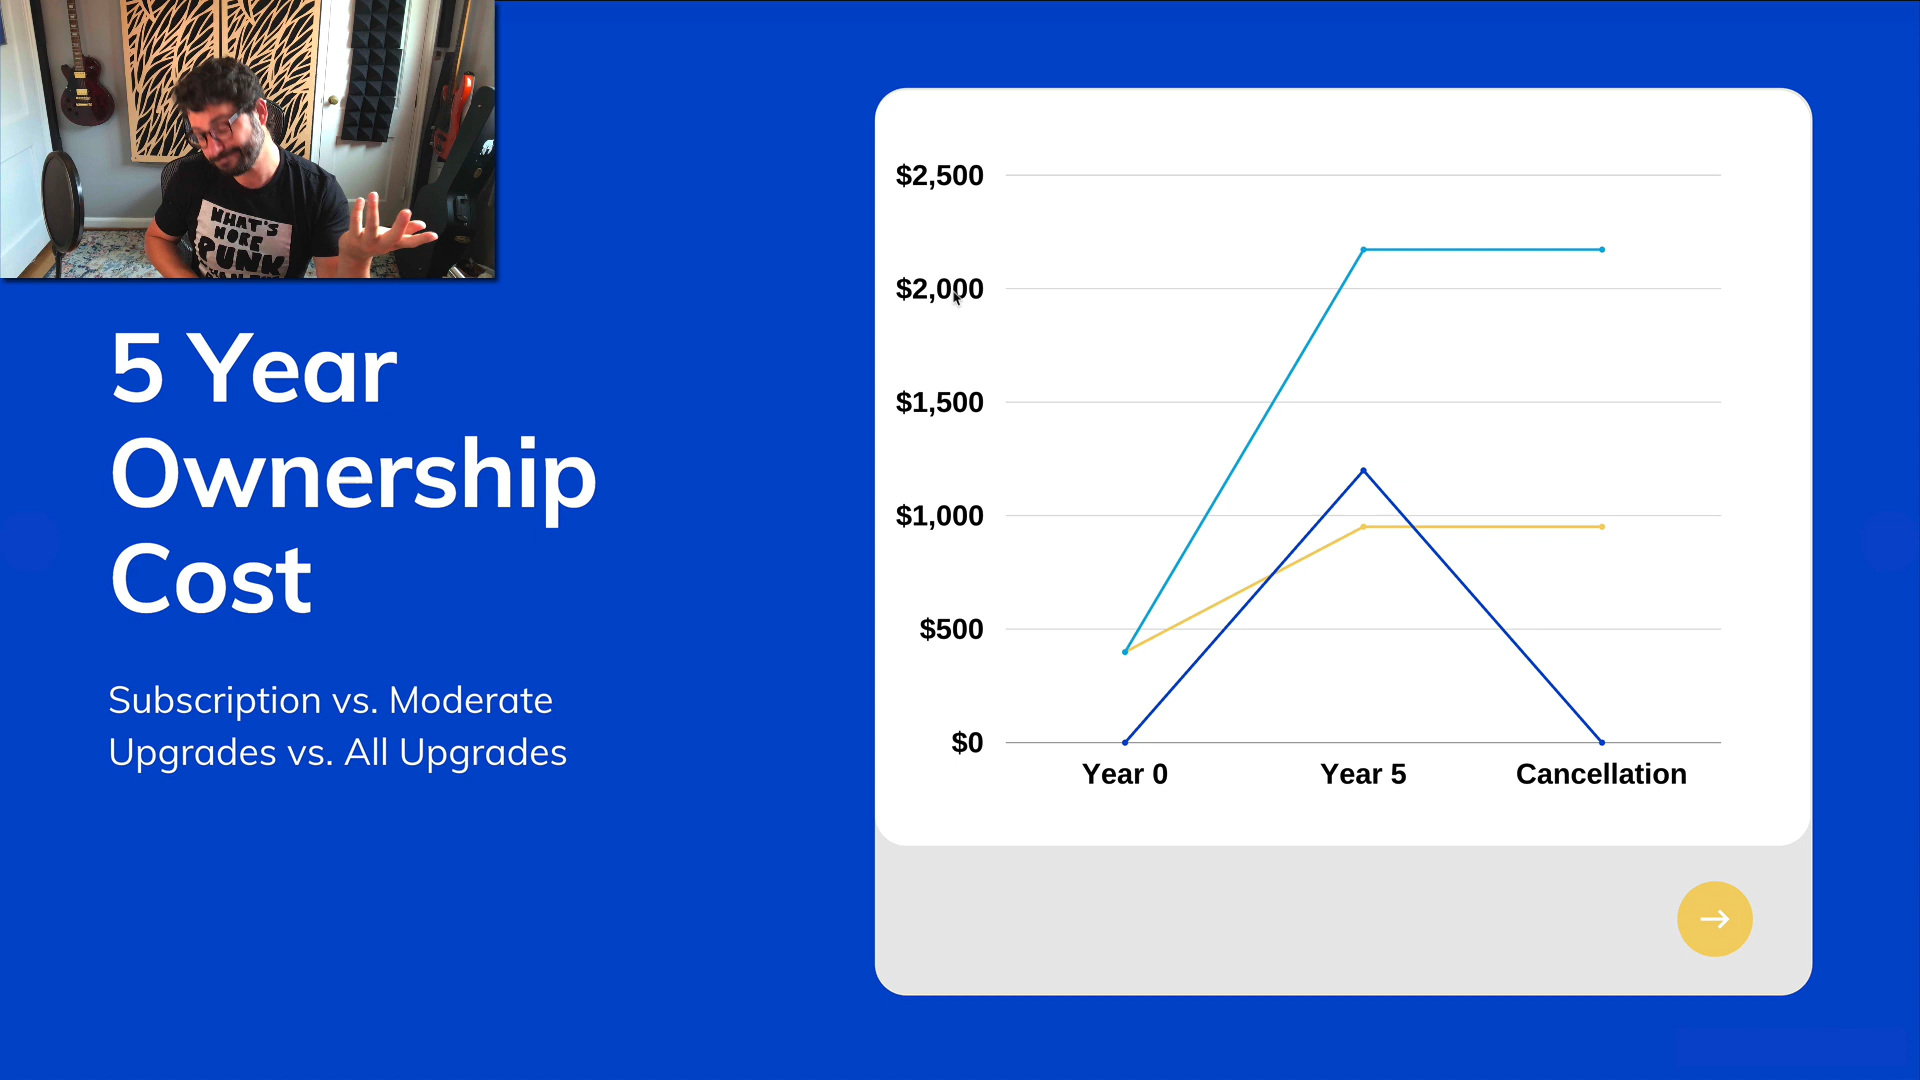 WHAT'S
MORE
PUNK
5 Year
Ownership
Cost
Subscription vs. Moderate
Upgrades vs. All Upgrades
$2,500
$2,000
$1,500
$1,000
$500
$0
Year 0
Year 5
Cancellation